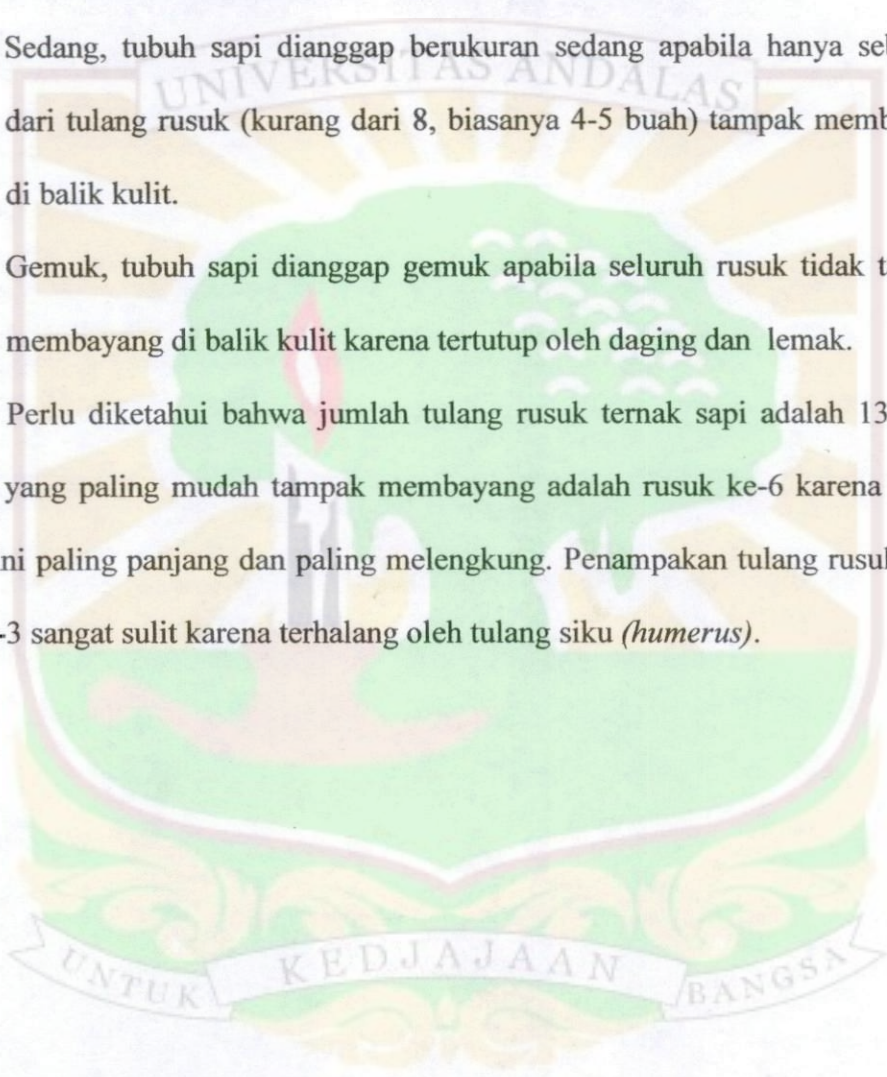 Sedang, tubuh sapi dianggap berukuran sedang apabila hanya
UNIVERSITAS ANDALAS
dari tulang rusuk (kurang dari 8, biasanya 4-5 buah) tampak
di balik kulit.
Gemuk, tubuh sapi dianggap gemuk apabila seluruh rusuk tidak
membayang di balik kulit karena tertutup oleh daging dan lemak.
Perlu diketahui bahwa jumlah tulang rusuk ternak sapi adalah 13
yang paling mudah tampak membayang adalah rusuk ke-6 karena
ni paling panjang dan paling melengkung. Penampakan tulang
-3 sangat sulit karena terhalang oleh tulang siku (humerus).
UNTUK KEDJAJAAN BANGSA